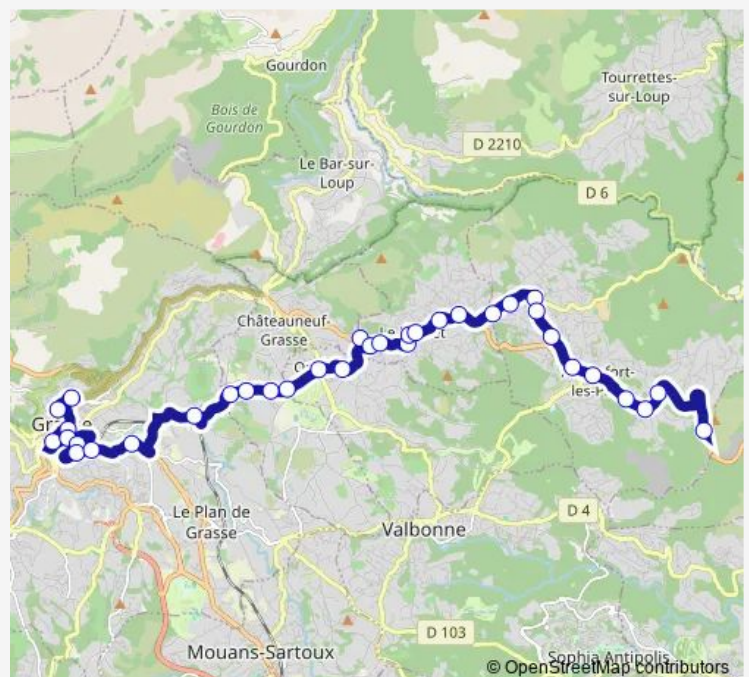 Gourdon
Tourrettes-
sur-Loup
Bois de
Gourdon
D 2210
Le Bar-sur-
Loup
D 6
Châteauneuf-
Grasse
les-P
D 4
Le Plan de
Grasse
Valbonne
D 103
Mouans-Sartoux
Sophia Antipolis
© OpenStreetMap contributors